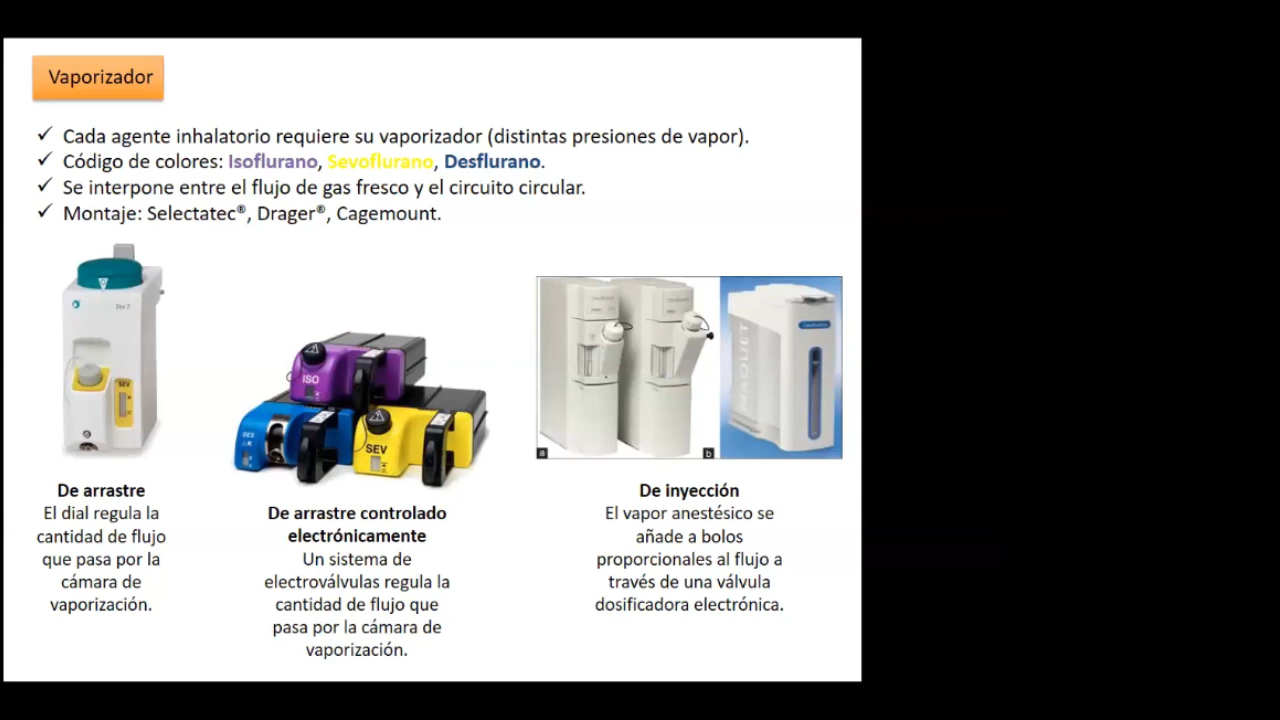 Vaporizador
✓ Cada agente inhalatorio requiere su vaporizador (distintas presiones de vapor).
✓ Código de colores: Isoflurano, Sevoflurano, Desflurano.
✓ Se interpone entre el flujo de gas fresco y el circuito circular.
✓ Montaje: Selectatec®, Drager®, Cagemount.
Tec 7
SEV
ISO
DES
SEV
MAQUET
a
b
De arrastre
El dial regula la
cantidad de flujo
que pasa por la
cámara de
vaporización.
De arrastre controlado
electrónicamente
Un sistema de
electroválvulas regula la
cantidad de flujo que
pasa por la cámara de
vaporización.
De inyección
El vapor anestésico se
añade a bolos
proporcionales al flujo a
través de una válvula
dosificadora electrónica.